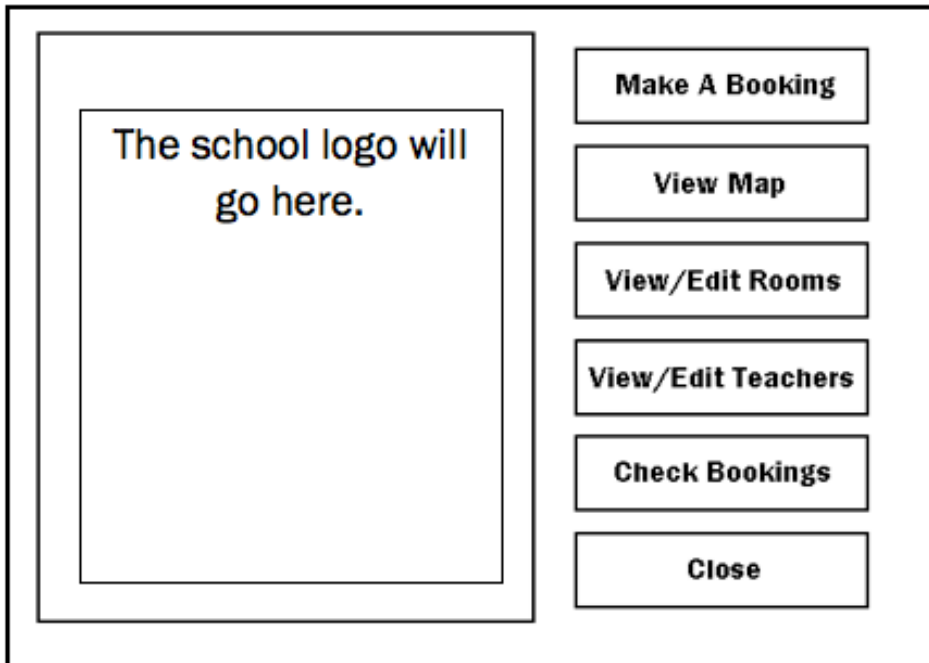 The school logo will
go here.
Make A Booking
View Map
View/Edit Rooms
View/Edit Teachers
Check Bookings
Close